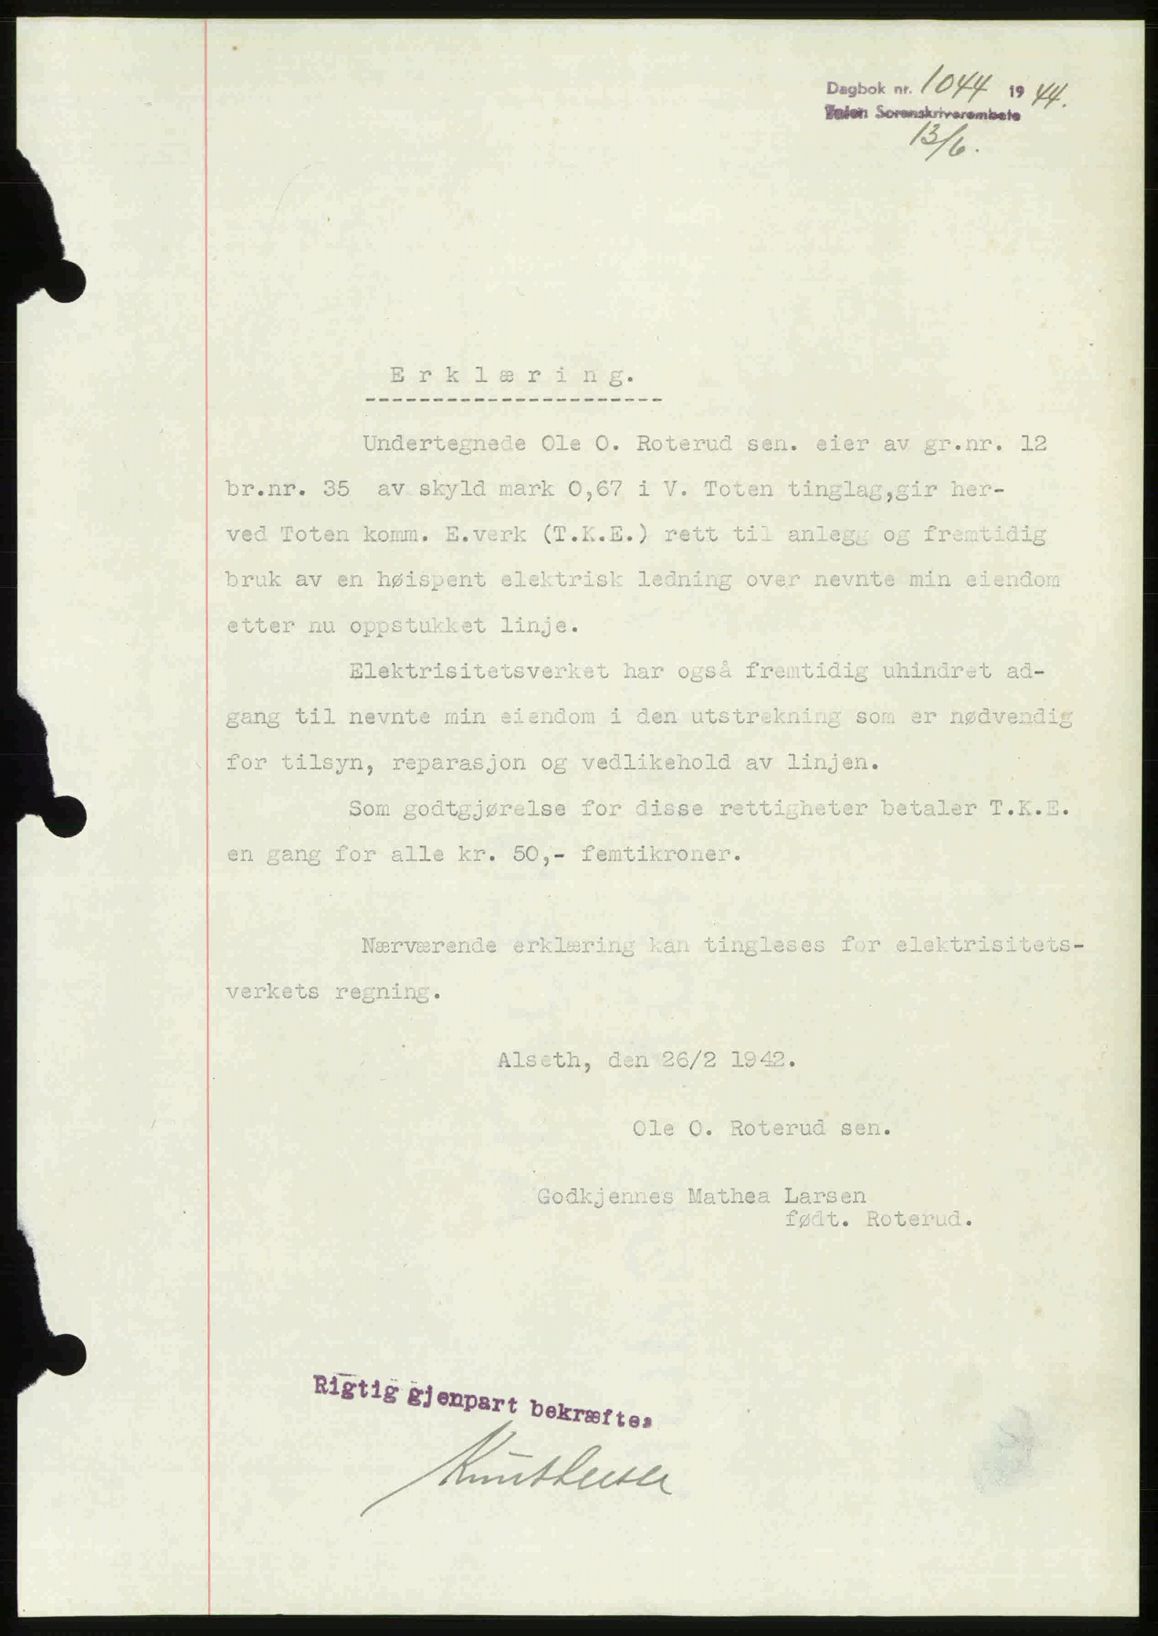 Dagbok nr. 1044 1944.
Toten Sorenskriverembete
13/6.
Erklæring.
Undertegnede Ole O. Roterud sen. eier av gr.nr. 12
br.nr. 35 av skyld mark 0,67 i V. Toten tinglag,gir her-
ved Toten komm. E.verk (T.K.E.) rett til anlegg og fremtidig
bruk av en høispent elektrisk ledning over nevnte min eiendom
etter nu oppstukket linje.
Elektrisitetsverket har også fremtidig uhindret ad-
gang til nevnte min eiendom i den utstrekning som er nødvendig
for tilsyn, reparasjon og vedlikehold av linjen.
Som godtgjørelse for disse rettigheter betaler T.K.E.
en gang for alle kr. 50,- femtikroner.
Nærværende erklæring kan tingleses for elektrisitets-
verkets regning.
Alseth, den 26/2 1942.
Ole O. Roterud sen.
Godkjennes Mathea Larsen
født. Roterud.
Rigtig gjenpart bekræftes